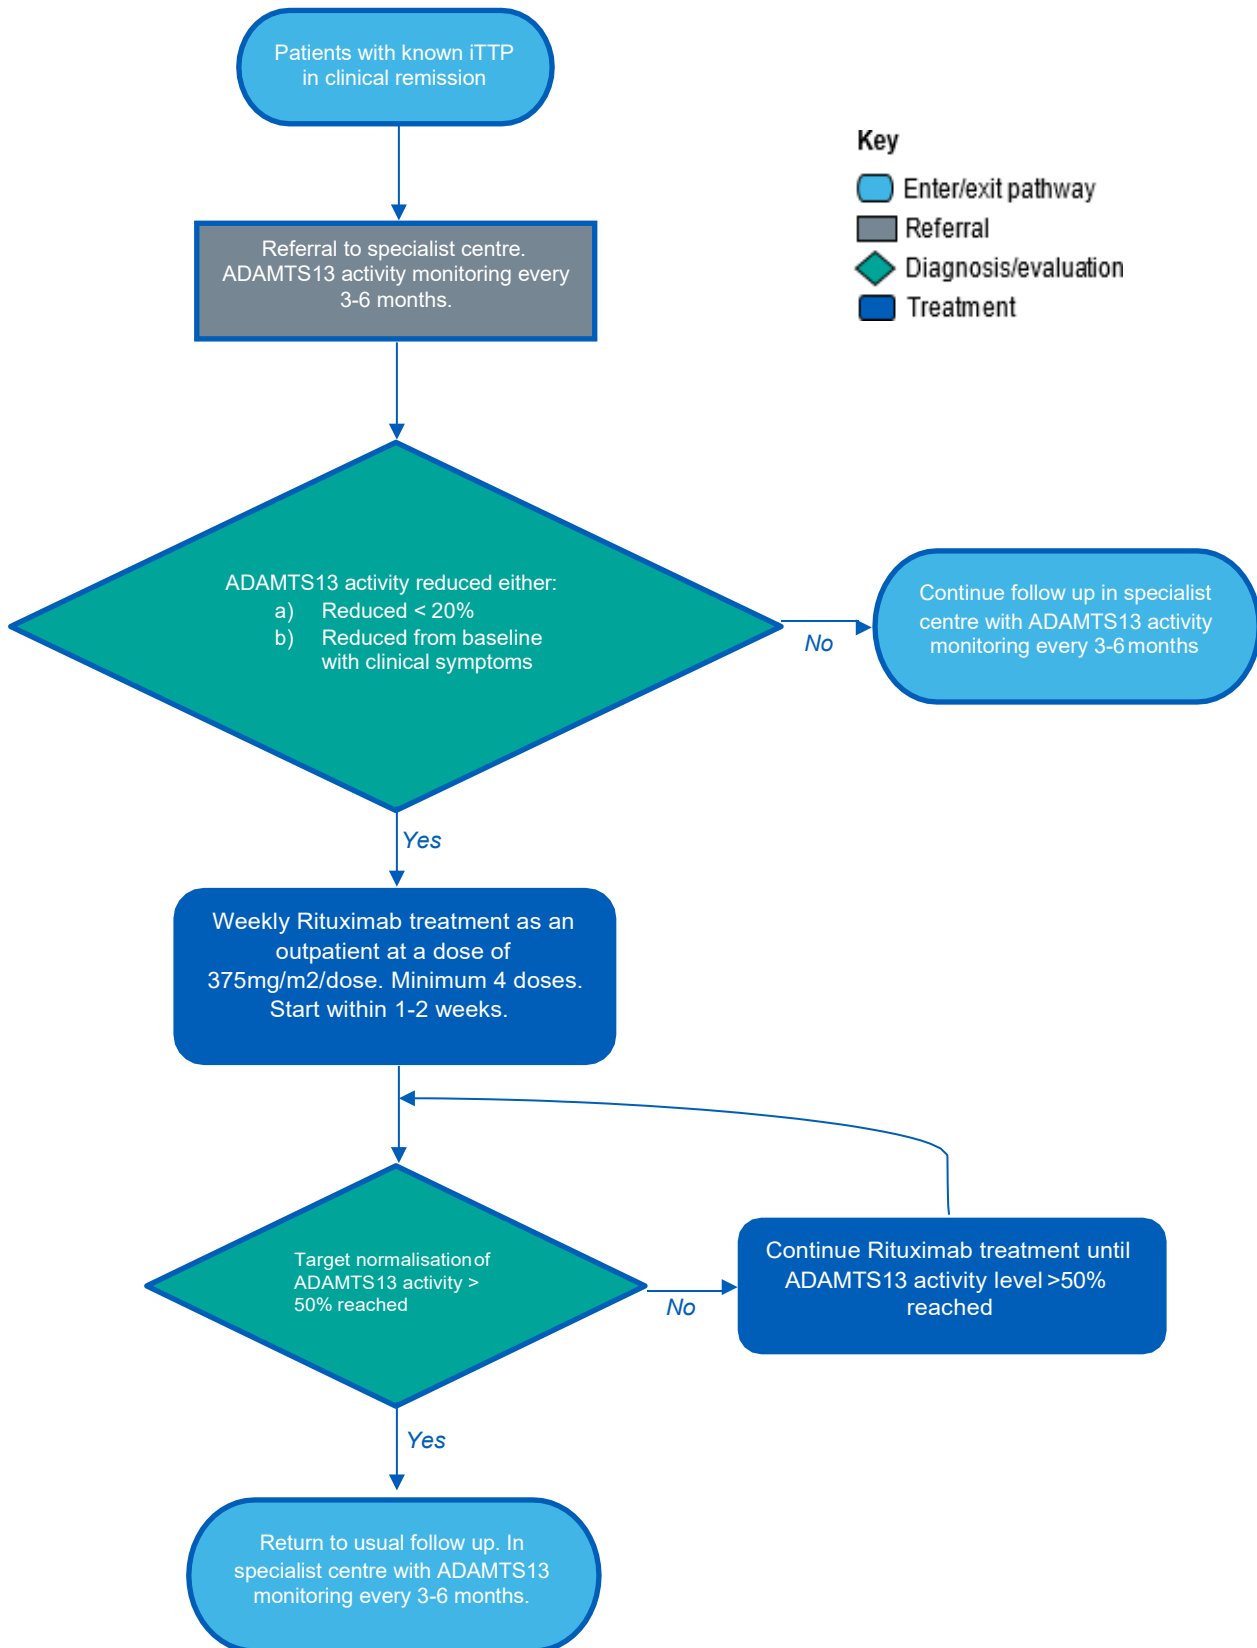 Patients with known iTTP
in clinical remission
Key
Enter/exit pathway
Referral
Diagnosis/evaluation
Treatment
Referral to specialist centre.
ADAMTS13 activity monitoring every
3-6 months.
ADAMTS13 activity reduced either:
a) Reduced < 20%
b) Reduced from baseline
with clinical symptoms
No
Continue follow up in specialist
centre with ADAMTS13 activity
monitoring every 3-6 months
Yes
Weekly Rituximab treatment as an
outpatient at a dose of
375mg/m2/dose. Minimum 4 doses.
Start within 1-2 weeks.
Target normalisation of
ADAMTS13 activity >
50% reached
No
Continue Rituximab treatment until
ADAMTS13 activity level >50%
reached
Yes
Return to usual follow up. In
specialist centre with ADAMTS13
monitoring every 3-6 months.